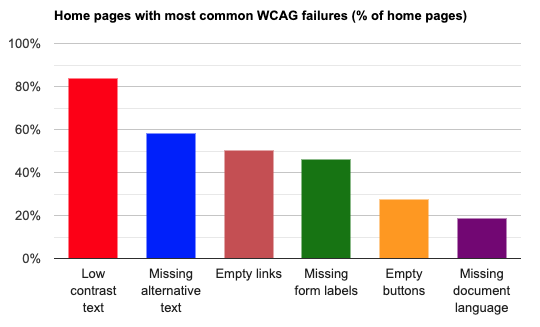 Home pages with most common WCAG failures (% of home pages)
100%
80%
60%
40%
20%
0%
Low
contrast
text
Missing
alternative
text
Empty links
Missing
form labels
Empty
buttons
Missing
document
language